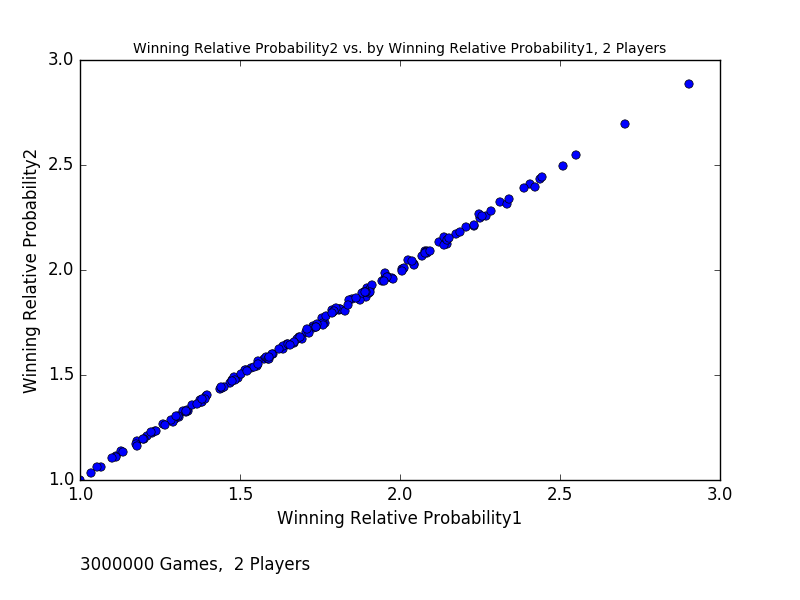 Winning Relative Probability2 vs. by Winning Relative Probability1, 2 Players
3.0
2.5
2.0
1.5
1.0
Winning Relative Probability2
1.0 1.5 2.0 2.5 3.0
Winning Relative Probability1
3000000 Games,  2 Players